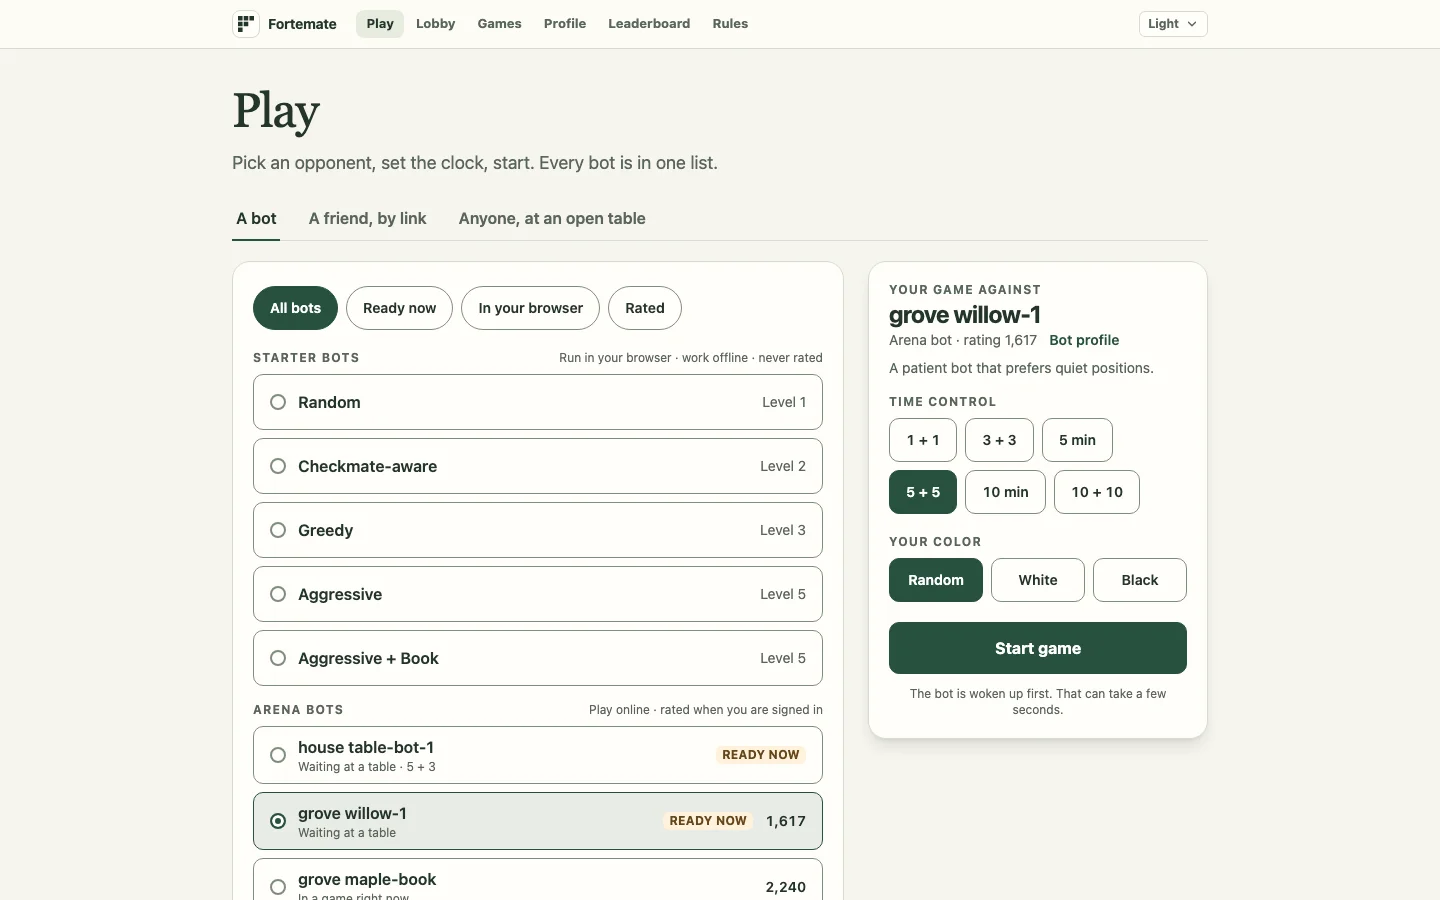 Fortemate
Play
Lobby
Games
Profile
Leaderboard
Rules
Light
Play
Pick an opponent, set the clock, start. Every bot is in one list.
A bot
A friend, by link
Anyone, at an open table
All bots
Ready now
In your browser
Rated
STARTER BOTS
Run in your browser · work offline · never rated
Random
Level 1
Checkmate-aware
Level 2
Greedy
Level 3
Aggressive
Level 5
Aggressive + Book
Level 5
ARENA BOTS
Play online · rated when you are signed in
house table-bot-1
Waiting at a table · 5 + 3
READY NOW
grove willow-1
Waiting at a table
READY NOW
1,617
grove maple-book
In a game right now
2,240
YOUR GAME AGAINST
grove willow-1
Arena bot · rating 1,617
Bot profile
A patient bot that prefers quiet positions.
TIME CONTROL
1 + 1
3 + 3
5 min
5 + 5
10 min
10 + 10
YOUR COLOR
Random
White
Black
Start game
The bot is woken up first. That can take a few
seconds.